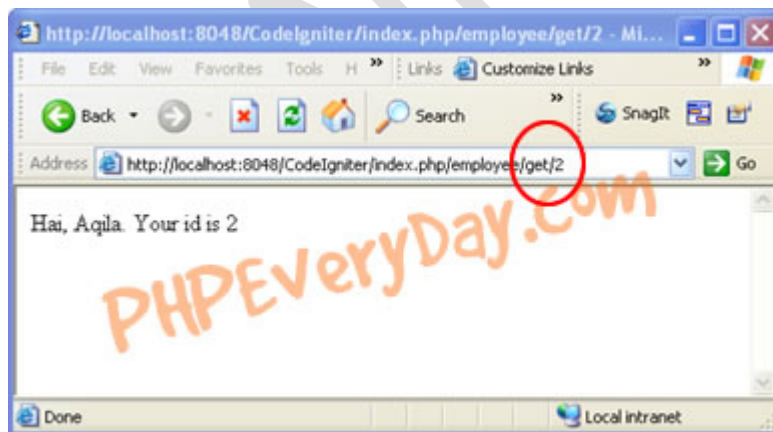 http://localhost:8048/CodeIgniter/index.php/employee/get/2 - Mi...
File Edit View Favorites Tools H » Links Customize Links »
Back Search » SnagIt
Address http://localhost:8048/CodeIgniter/index.php/employee/get/2 Go
Hai, Aqila. Your id is 2
PHPEveryDay.com
Done Local intranet